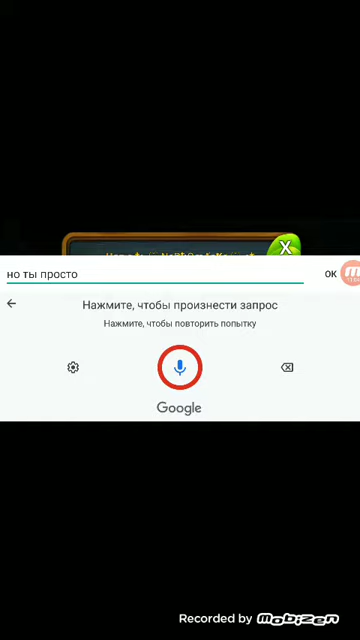 X
но ты просто
ОК
Нажмите, чтобы произнести запрос
Нажмите, чтобы повторить попытку
Google
Recorded by mobizen